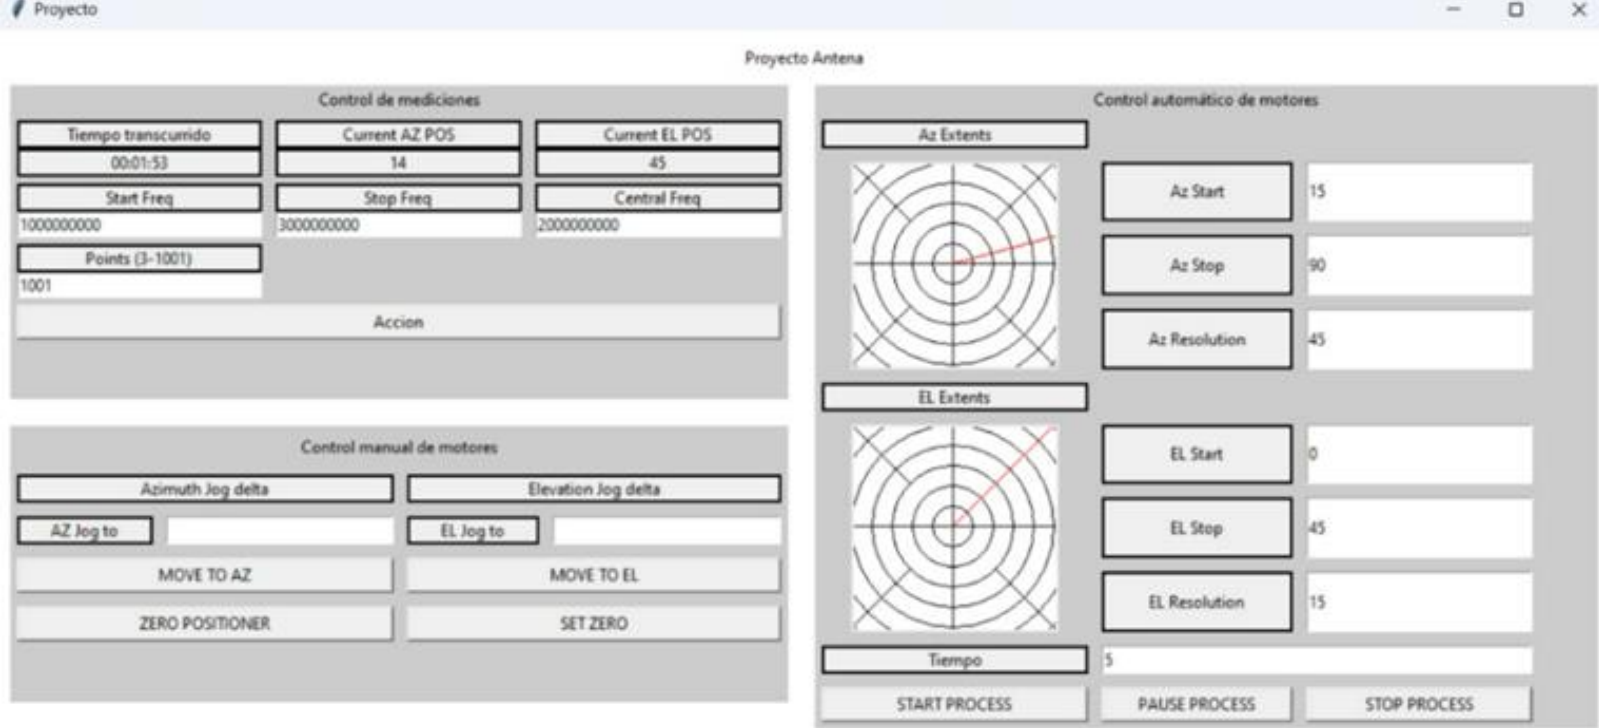 Proyecto
Proyecto Antena
Control de mediciones
Tiempo transcurrido
Current AZ POS
Current EL POS
00:01:53
14
45
Start Freq
Stop Freq
Central Freq
1000000000
3000000000
2000000000
Points (3-1001)
1001
Accion
Control manual de motores
Azimuth Jog delta
Elevation Jog delta
AZ Jog to
EL Jog to
MOVE TO AZ
MOVE TO EL
ZERO POSITIONER
SET ZERO
Control automático de motores
Az Extents
Az Start
15
Az Stop
90
Az Resolution
45
EL Extents
EL Start
0
EL Stop
45
EL Resolution
15
Tiempo
5
START PROCESS
PAUSE PROCESS
STOP PROCESS